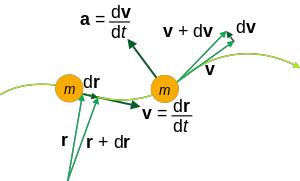 a = dv/dt
v + dv
dv
v
m
dr
m
v = dr/dt
r
r + dr